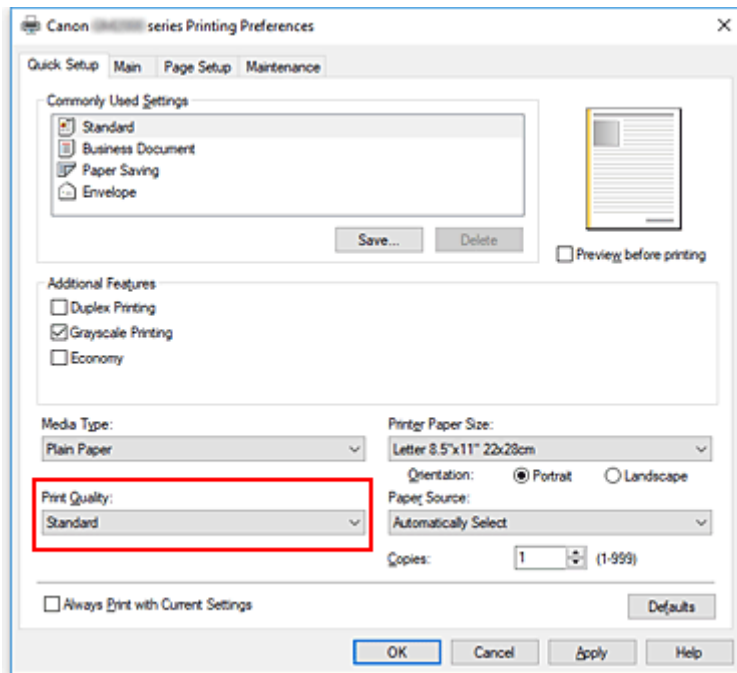 Canon series Printing Preferences
Quick Setup Main Page Setup Maintenance
Commonly Used Settings
Standard
Business Document
Paper Saving
Envelope
Save... Delete
Preview before printing
Additional Features
Duplex Printing
Grayscale Printing
Economy
Media Type: Printer Paper Size:
Plain Paper Letter 8.5"x11" 22x28cm
Orientation: Portrait Landscape
Print Quality: Paper Source:
Standard Automatically Select
Copies: 1 (1-999)
Always Print with Current Settings Defaults
OK Cancel Apply Help